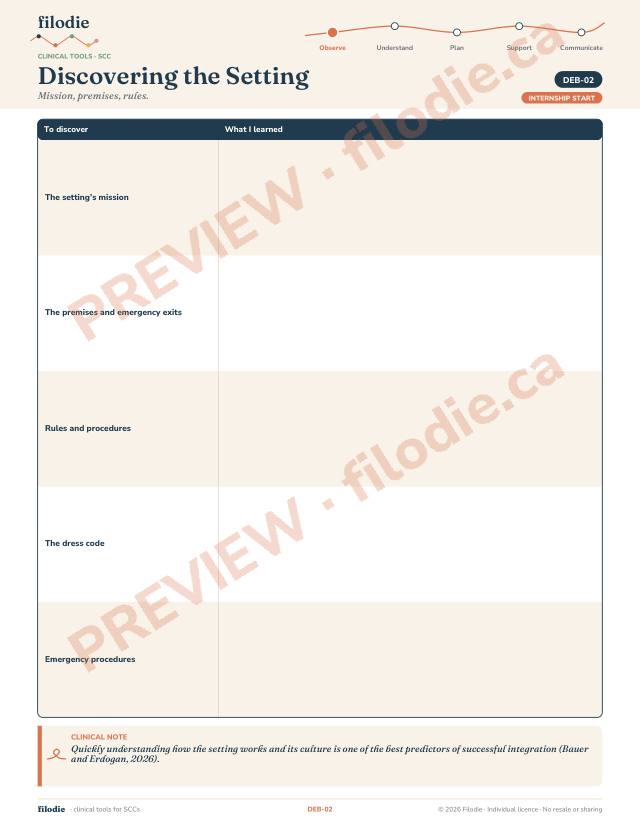 filodie
CLINICAL TOOLS · SCC
Observe Understand Plan Support Communicate
Discovering the Setting
Mission, premises, rules.
DEB-02
INTERNSHIP START
To discover What I learned
The setting's mission
The premises and emergency exits
Rules and procedures
The dress code
Emergency procedures
PREVIEW · filodie.ca
PREVIEW · filodie.ca
CLINICAL NOTE
Quickly understanding how the setting works and its culture is one of the best predictors of successful integration (Bauer
and Erdogan, 2026).
filodie · clinical tools for SCCs DEB-02 © 2026 Filodie · Individual licence · No resale or sharing